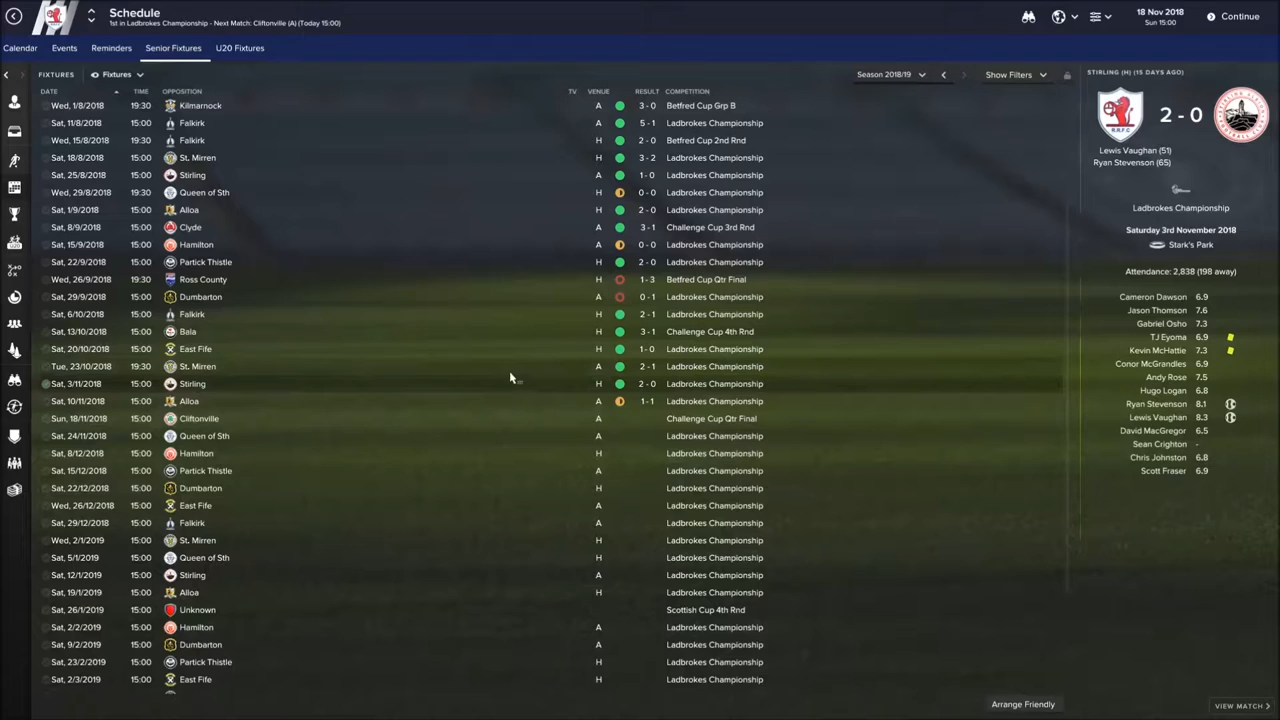 Schedule
1st in Ladbrokes Championship - Next Match: Cliftonville (A) (Today 15:00)
18 Nov 2018
Sun 15:00
Continue
Calendar Events Reminders Senior Fixtures U20 Fixtures
FIXTURES Fixtures Season 2018/19 Show Filters
DATE TIME OPPOSITION TV VENUE RESULT COMPETITION
Wed, 1/8/2018 19:30 Kilmarnock A 3 - 0 Betfred Cup Grp B
Sat, 11/8/2018 15:00 Falkirk A 5 - 1 Ladbrokes Championship
Wed, 15/8/2018 19:30 Falkirk H 2 - 0 Betfred Cup 2nd Rnd
Sat, 18/8/2018 15:00 St. Mirren H 3 - 2 Ladbrokes Championship
Sat, 25/8/2018 15:00 Stirling A 1 - 0 Ladbrokes Championship
Wed, 29/8/2018 19:30 Queen of Sth H 0 - 0 Ladbrokes Championship
Sat, 1/9/2018 15:00 Alloa H 2 - 0 Ladbrokes Championship
Sat, 8/9/2018 15:00 Clyde A 3 - 1 Challenge Cup 3rd Rnd
Sat, 15/9/2018 15:00 Hamilton A 0 - 0 Ladbrokes Championship
Sat, 22/9/2018 15:00 Partick Thistle H 2 - 0 Ladbrokes Championship
Wed, 26/9/2018 19:30 Ross County H 1 - 3 Betfred Cup Qtr Final
Sat, 29/9/2018 15:00 Dumbarton A 0 - 1 Ladbrokes Championship
Sat, 6/10/2018 15:00 Falkirk H 2 - 1 Ladbrokes Championship
Sat, 13/10/2018 15:00 Bala H 3 - 1 Challenge Cup 4th Rnd
Sat, 20/10/2018 15:00 East Fife H 1 - 0 Ladbrokes Championship
Tue, 23/10/2018 19:30 St. Mirren A 2 - 1 Ladbrokes Championship
Sat, 3/11/2018 15:00 Stirling H 2 - 0 Ladbrokes Championship
Sat, 10/11/2018 15:00 Alloa A 1 - 1 Ladbrokes Championship
Sun, 18/11/2018 15:00 Cliftonville A Challenge Cup Qtr Final
Sat, 24/11/2018 15:00 Queen of Sth A Ladbrokes Championship
Sat, 8/12/2018 15:00 Hamilton H Ladbrokes Championship
Sat, 15/12/2018 15:00 Partick Thistle A Ladbrokes Championship
Sat, 22/12/2018 15:00 Dumbarton H Ladbrokes Championship
Wed, 26/12/2018 15:00 East Fife A Ladbrokes Championship
Sat, 29/12/2018 15:00 Falkirk A Ladbrokes Championship
Wed, 2/1/2019 15:00 St. Mirren H Ladbrokes Championship
Sat, 5/1/2019 15:00 Queen of Sth H Ladbrokes Championship
Sat, 12/1/2019 15:00 Stirling A Ladbrokes Championship
Sat, 19/1/2019 15:00 Alloa H Ladbrokes Championship
Sat, 26/1/2019 15:00 Unknown Scottish Cup 4th Rnd
Sat, 2/2/2019 15:00 Hamilton A Ladbrokes Championship
Sat, 9/2/2019 15:00 Dumbarton A Ladbrokes Championship
Sat, 23/2/2019 15:00 Partick Thistle H Ladbrokes Championship
Sat, 2/3/2019 15:00 East Fife H Ladbrokes Championship
Arrange Friendly
STIRLING (H) (15 DAYS AGO)
R.R.F.C
2 - 0
Lewis Vaughan (51)
Ryan Stevenson (65)
Ladbrokes Championship
Saturday 3rd November 2018
Stark's Park
Attendance: 2,838 (198 away)
Cameron Dawson 6.9
Jason Thomson 7.6
Gabriel Osho 7.3
TJ Eyoma 6.9
Kevin McHattie 7.3
Conor McGrandles 6.9
Andy Rose 7.5
Hugo Logan 6.8
Ryan Stevenson 8.1
Lewis Vaughan 8.3
David MacGregor 6.5
Sean Crighton -
Chris Johnston 6.8
Scott Fraser 6.9
VIEW MATCH